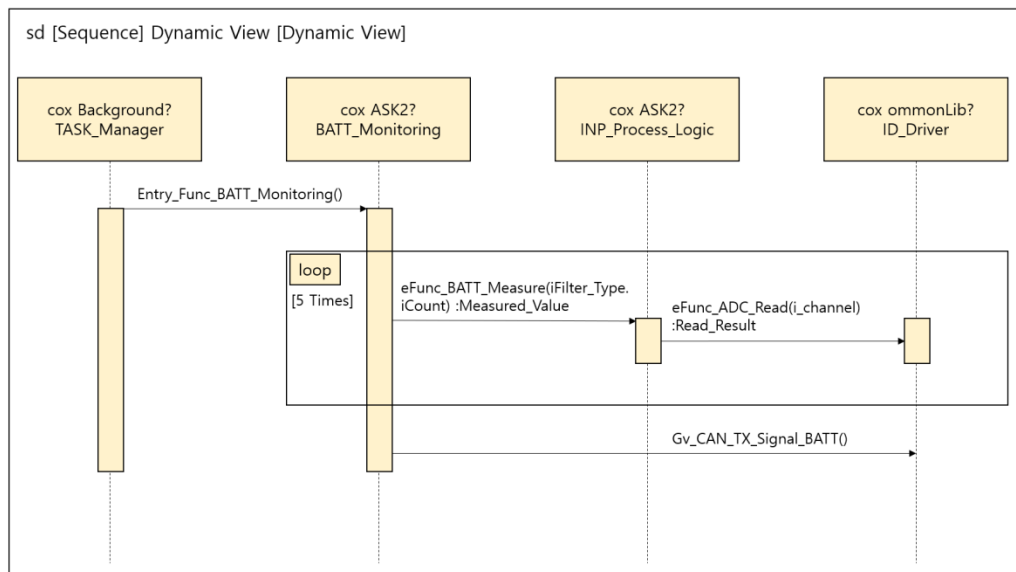 sd [Sequence] Dynamic View [Dynamic View]
cox Background?
TASK_Manager
cox ASK2?
BATT_Monitoring
cox ASK2?
INP_Process_Logic
cox ommonLib?
ID_Driver
Entry_Func_BATT_Monitoring()
loop
[5 Times]
eFunc_BATT_Measure(iFilter_Type.
iCount) :Measured_Value
eFunc_ADC_Read(i_channel)
:Read_Result
Gv_CAN_TX_Signal_BATT()